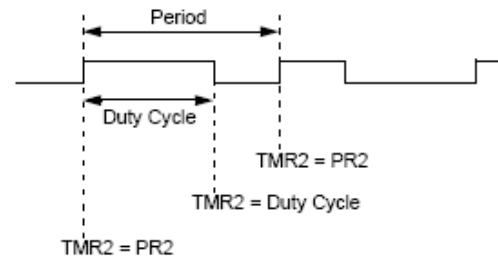 Period
Duty Cycle
TMR2 = PR2
TMR2 = Duty Cycle
TMR2 = PR2